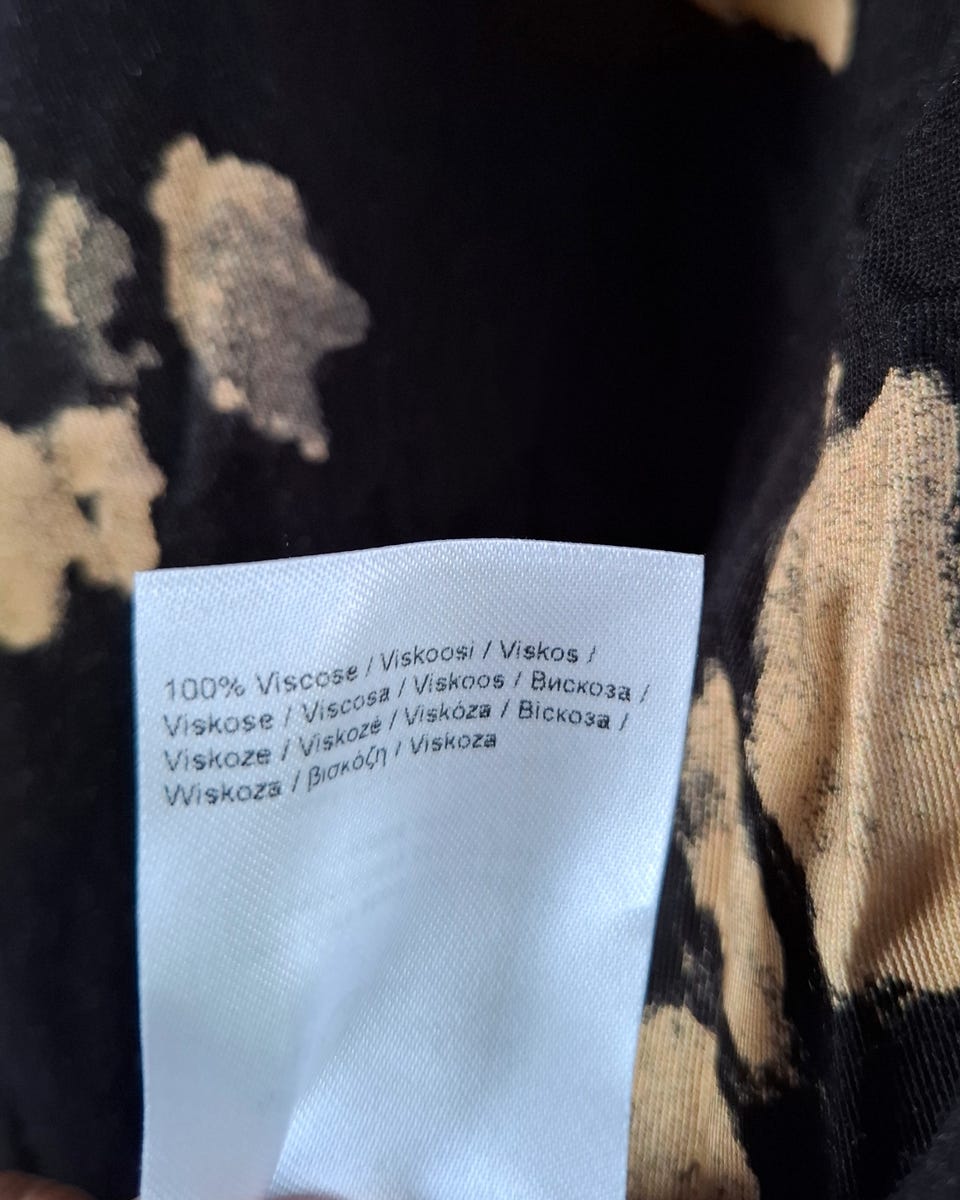 100% Viscose / Viskoosi / Viskos /
Viskose / Viscosa / Viskoos / Вискоза /
Viskoze / Viskozė / Viskóza / Віскоза /
Wiskoza / βισκόζη / Viskoza